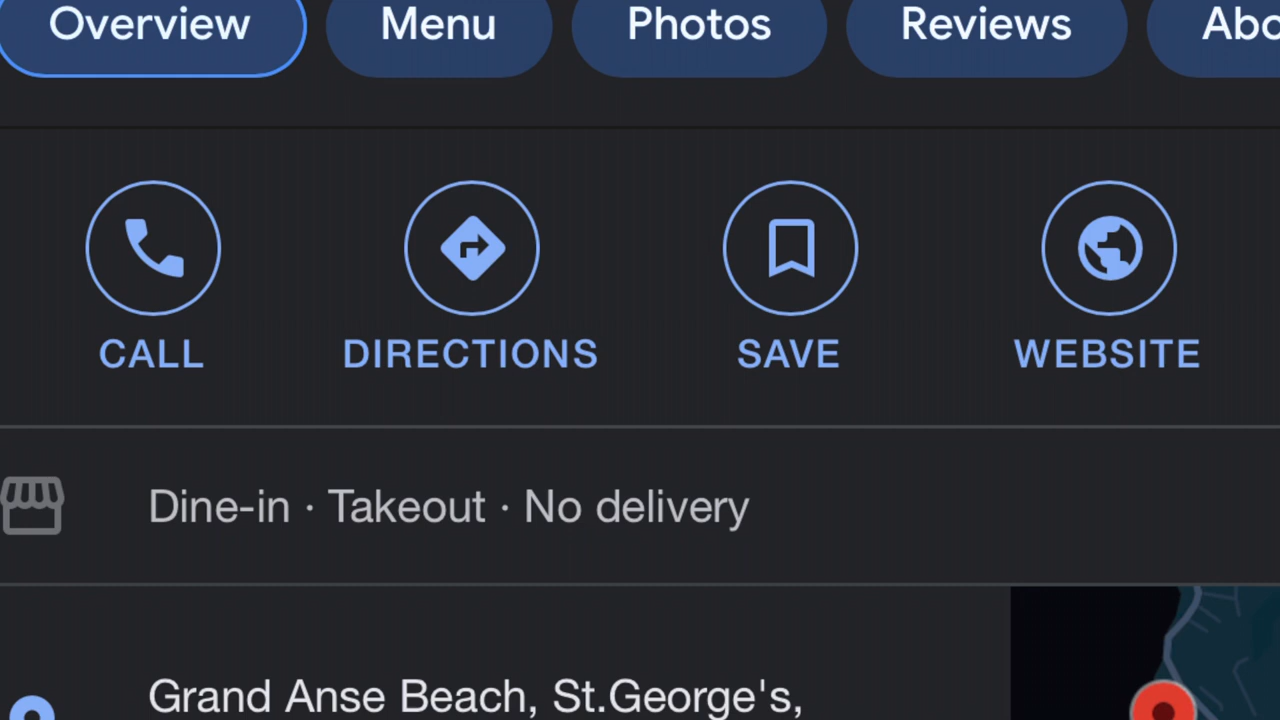 Overview Menu Photos Reviews
CALL DIRECTIONS SAVE WEBSITE
Dine-in · Takeout · No delivery
Grand Anse Beach, St.George's,